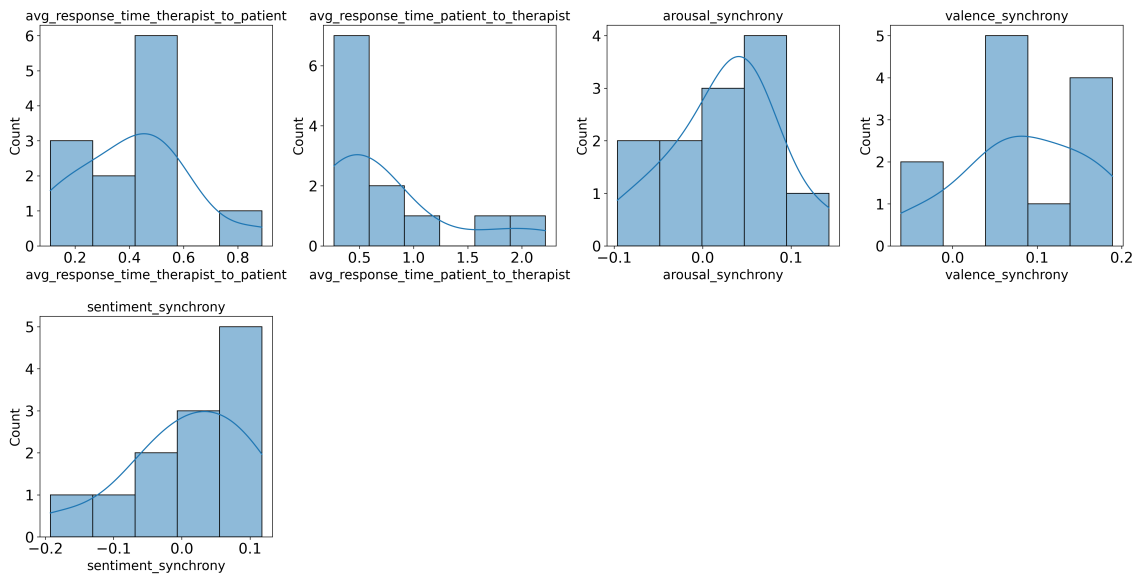 avg_response_time_therapist_to_patient
6
5
4
3
2
1
0
Count
0.2 0.4 0.6 0.8
avg_response_time_therapist_to_patient
avg_response_time_patient_to_therapist
6
4
2
0
Count
0.5 1.0 1.5 2.0
avg_response_time_patient_to_therapist
arousal_synchrony
4
3
2
1
0
Count
−0.1 0.0 0.1
arousal_synchrony
valence_synchrony
5
4
3
2
1
0
Count
0.0 0.1 0.2
valence_synchrony
sentiment_synchrony
5
4
3
2
1
0
Count
−0.2 −0.1 0.0 0.1
sentiment_synchrony